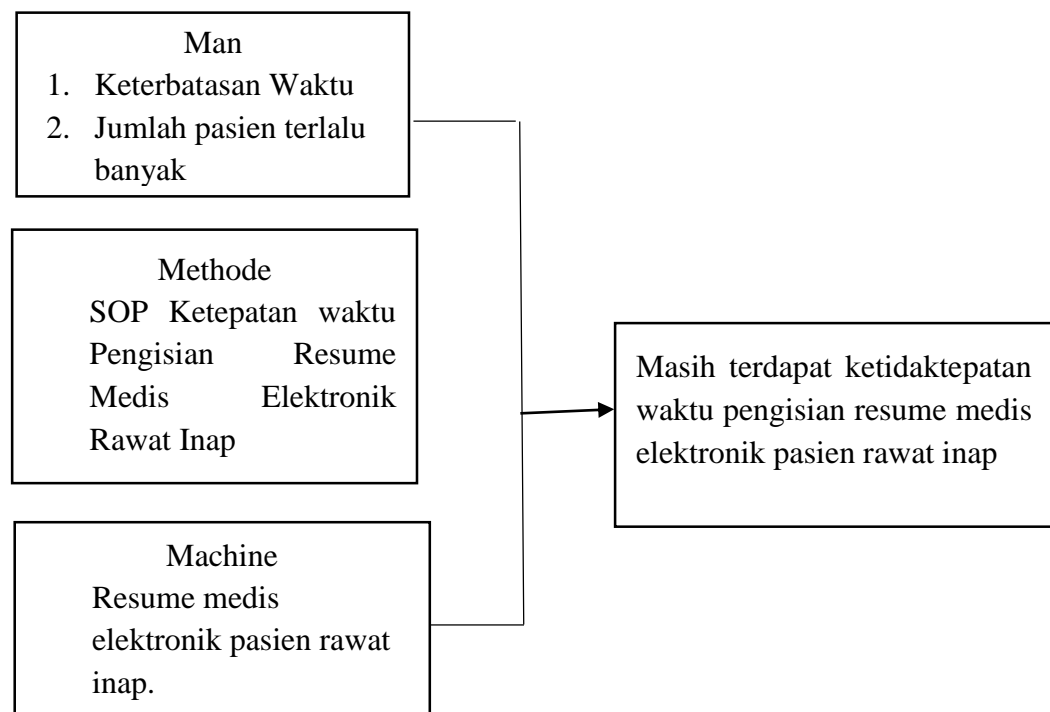 Man
1. Keterbatasan Waktu
2. Jumlah pasien terlalu
banyak
Methode
SOP Ketepatan waktu
Pengisian Resume
Medis Elektronik
Rawat Inap
Machine
Resume medis
elektronik pasien rawat
inap.
Masih terdapat ketidaktepatan
waktu pengisian resume medis
elektronik pasien rawat inap